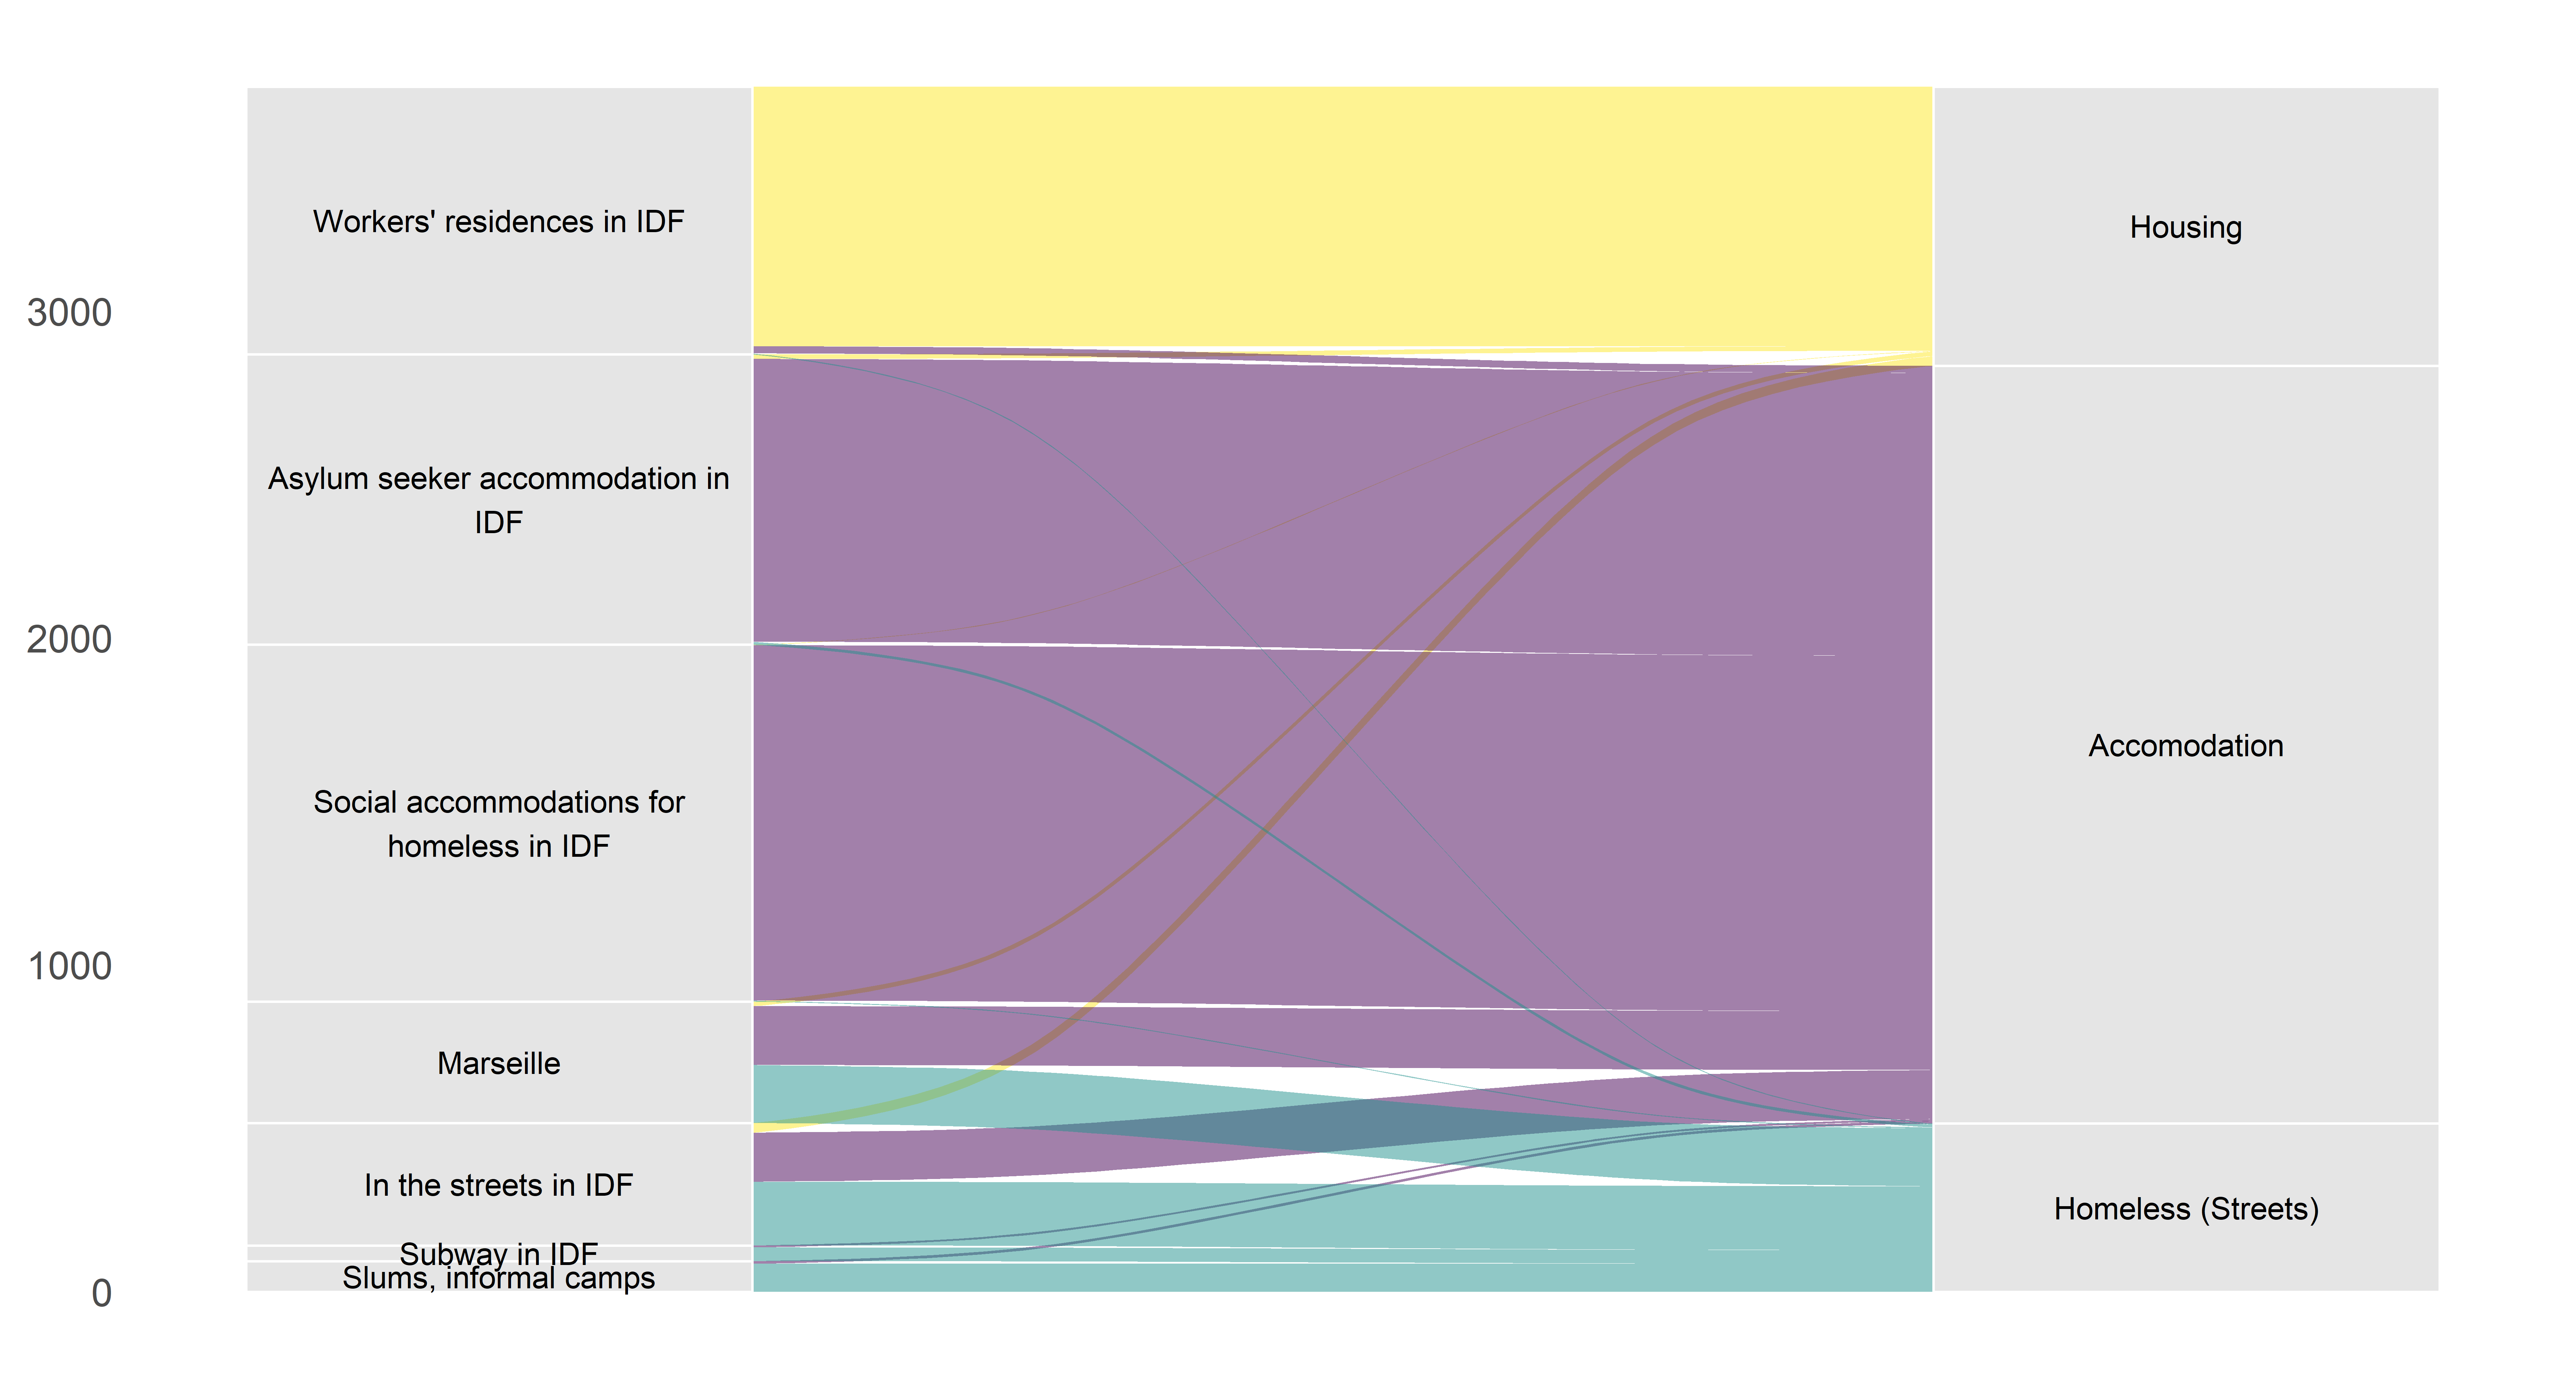 3000
2000
1000
0
Workers' residences in IDF
Asylum seeker accommodation in
IDF
Social accommodations for
homeless in IDF
Marseille
In the streets in IDF
Subway in IDF
Slums, informal camps
Housing
Accomodation
Homeless (Streets)